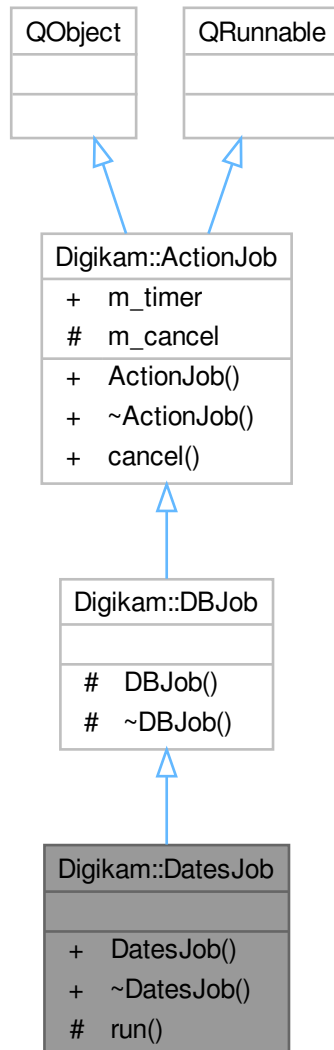 QObject
QRunnable
Digikam::ActionJob
+ m_timer
# m_cancel
+ ActionJob()
+ ~ActionJob()
+ cancel()
Digikam::DBJob
# DBJob()
# ~DBJob()
Digikam::DatesJob
+ DatesJob()
+ ~DatesJob()
# run()